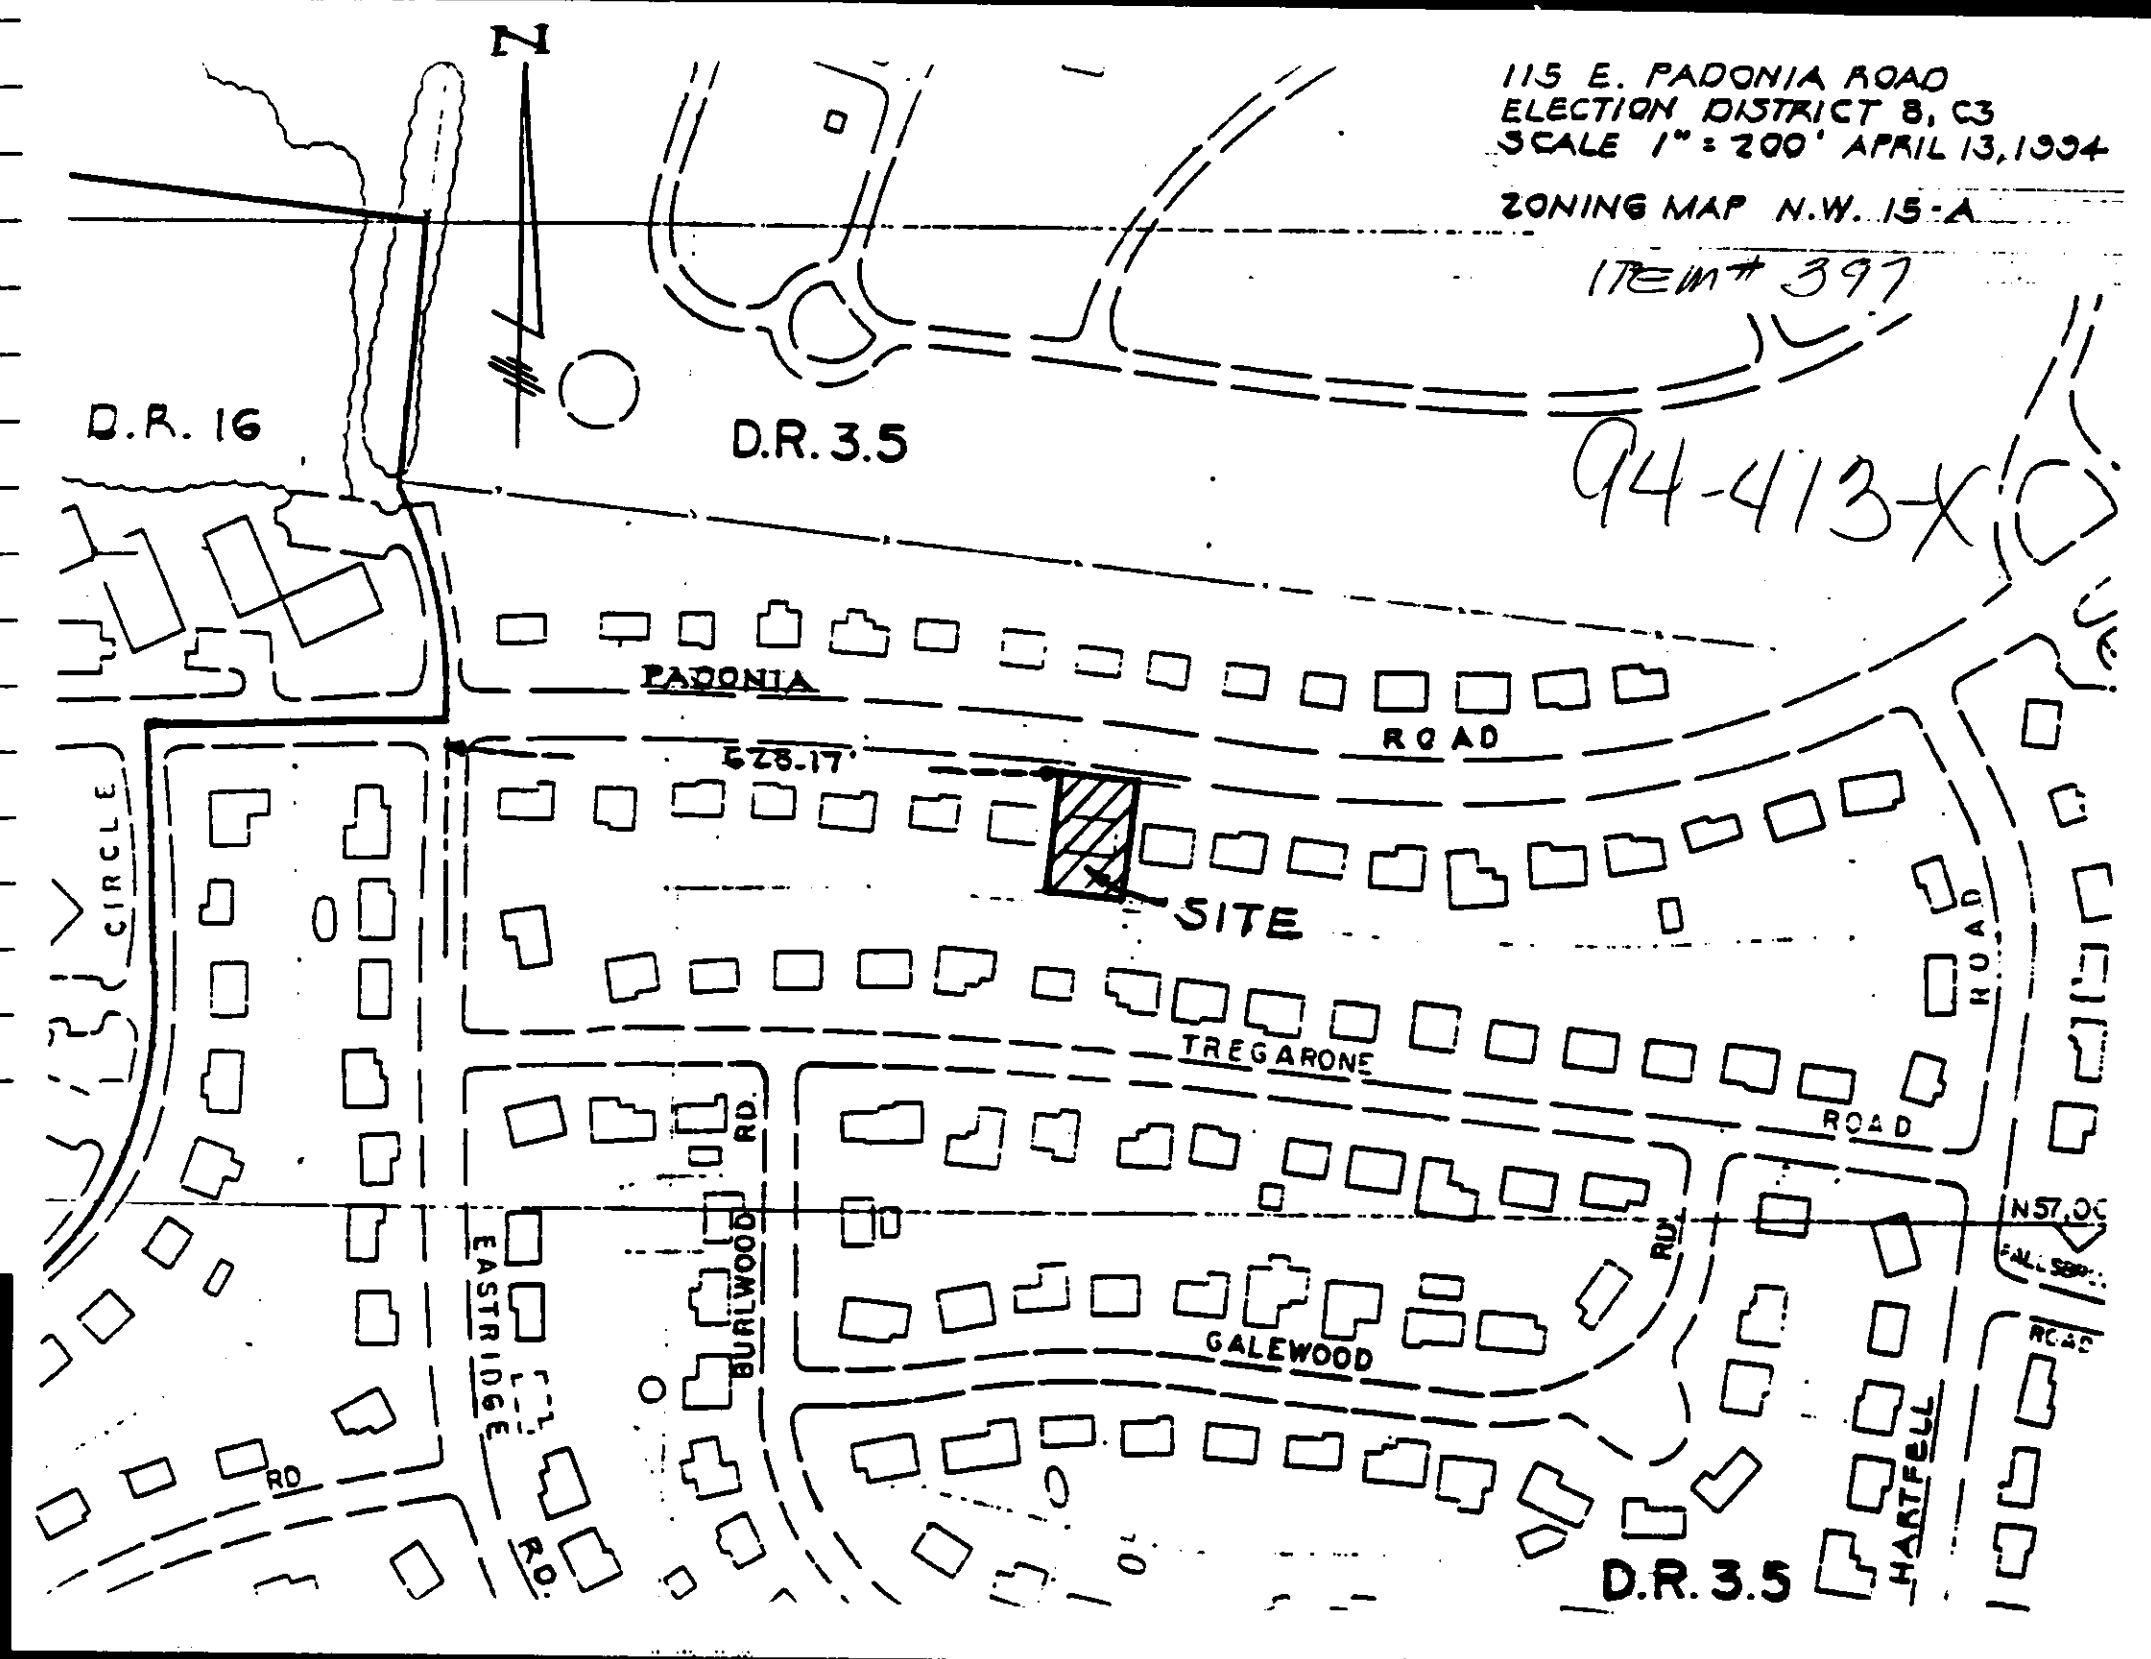 N
115 E. PADONIA ROAD
ELECTION DISTRICT 8, C3
SCALE 1" = 200' APRIL 13, 1994
ZONING MAP N.W. 15-A
ITEM# 397
D.R. 16
D.R. 3.5
94-413-X
PADONIA
ROAD
628.17'
CIRCLE
SITE
ROAD
TREGARONE
ROAD
RD.
N57,00
EASTRIDGE
BURLWOOD
RD.
ROAD
GALEWOOD
HARTFELL
RD
RD.
D.R. 3.5